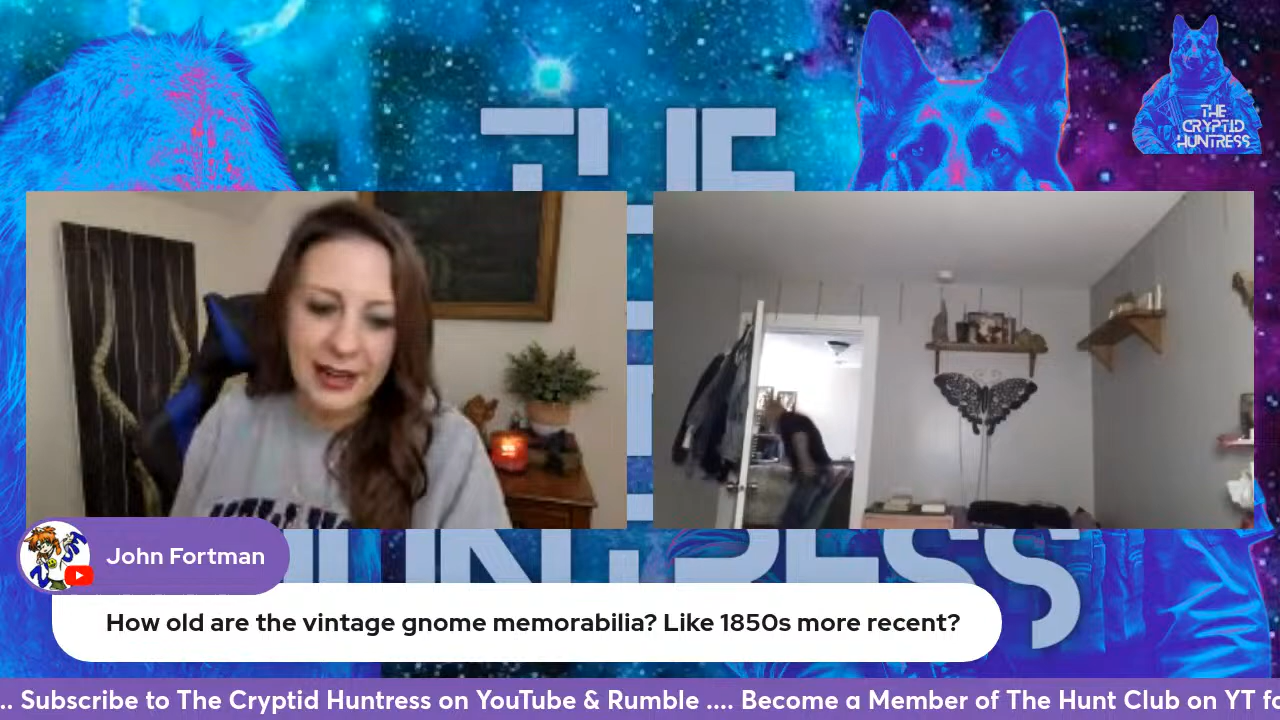 THE
CRYPTID
HUNTRESS
THE
John Fortman
How old are the vintage gnome memorabilia? Like 1850s more recent?
.. Subscribe to The Cryptid Huntress on YouTube & Rumble .... Become a Member of The Hunt Club on YT fo